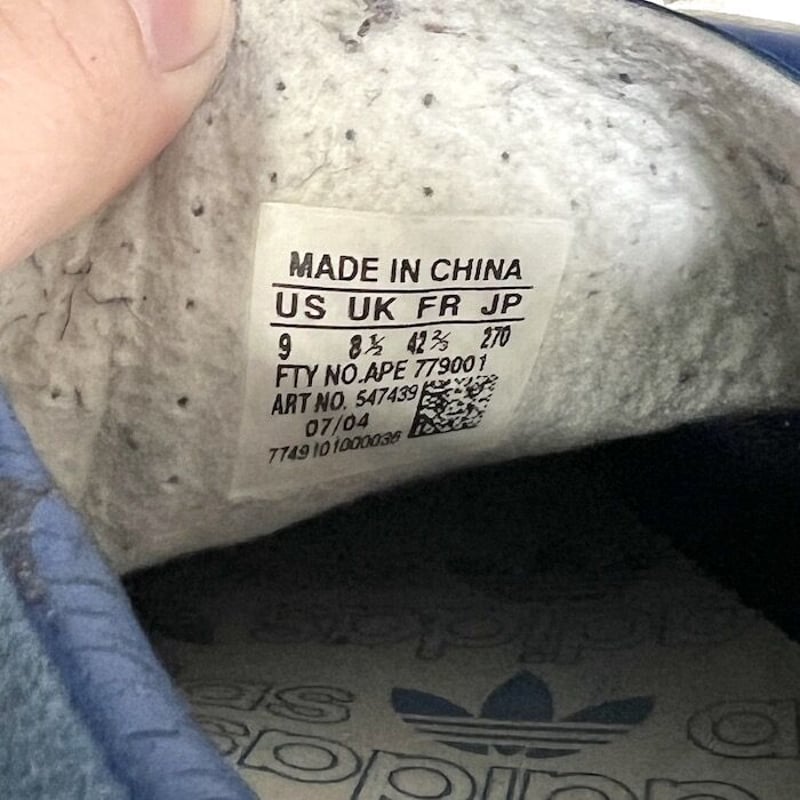 MADE IN CHINA
US UK FR JP
9 8½ 42⅔ 270
FTY NO.APE 779001
ART NO. 547439
07/04
7749101000036
adidas